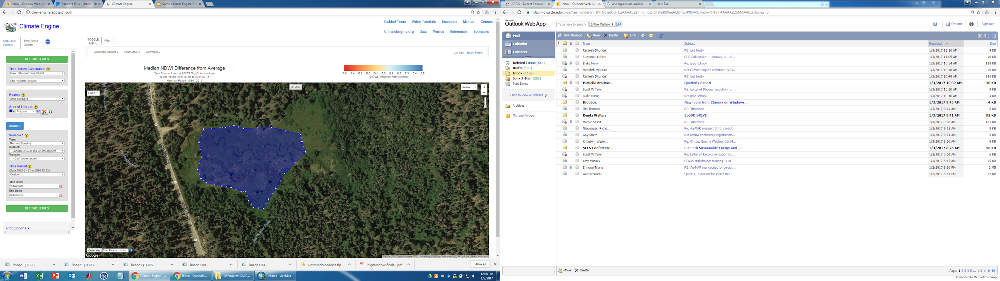 Inbox - Outlook Web Ap
Pandora Plus - Listen
Climate Engine
Some Climate Engine Exa
clim-engine.appspot.com
Guided Tours Video Tutorials Examples Manual Contact
Climate Engine
ClimateEngine.org Data Metrics References Sponsors
Map Layer Options
Time Series Options
TOGGLE MENU
Map
Colormap Options Apply Mask Download
Get Link Reset Forms
GET TIME SERIES
Time Series Calculation:
Raw Data over Time Period
One Variable Analysis
Region:
Area Averages
Area of Interest:
Polygon
Variable 1
Variable 1
Type:
Remote Sensing
Dataset:
Landsat 4/5/7/8 Top Of Atmosphere
Variable:
NDWI (Water Index)
Time Period
(Data:1982-01-01 to 2016-12-23)
Custom
Start Date:
2014-08-01
End Date:
2014-09-15
GET TIME SERIES
Plot Options
Median NDWI Difference from Average
Data Source: Landsat 4/5/7/8 Top Of Atmosphere
Target Period: 2014-08-01 to 2014-09-15
Historical Period: 1984 - 2016
-0.5 -0.4 -0.3 -0.2 -0.1 0.0 0.1 0.2 0.3 0.4 0.5
NDWI Difference from Average
Get Value
Satellite
Layers
Big Meadow Creek
Luther Pass Rd
Big Meadow Creek
Luther Pass Rd
Luther Pass Rd
Big Meadow Creek
89
89
89
Center Map
Enter Place or Location
Google
Map data ©2017 Google Imagery ©2017, DigitalGlobe, USDA Farm Service Agency
Terms of Use
Report a map error
image1 (3).JPG
image1 (2).JPG
image1 (1).JPG
image1.JPG
image1.JPG
RestoredMeadows.zip
bigmeadowsfinalr....pdf
Show all
Climate Engine - ...
Inbox - Outlook ...
J:\Projects\CALC...
Untitled - ArcMap
12:08 PM
1/3/2017
ARGIS - Desert Research
Inbox - Outlook Web Ap
undergraduate advisor -
New Tab
https://owa.dri.edu/owa/?ae=Folder&t=IPF.Note&id=LgAAAACZsfnn7jnqQrbTBmRI96eIAQDRI5JP8S44QJmovxN7hnn4AAAAZ2bMAAAB&slUsng=0
Microsoft
Outlook Web App
Type here to search
Entire Mailbox
Options
Sign out
Mail
Calendar
Contacts
Deleted Items (664)
Drafts [193]
Inbox (1138)
Junk E-Mail [383]
Sent Items
Click to view all folders
Archives
Manage Folders...
New Message Move Delete Junk
From Subject Received Size
Ramesh Dhungel RE: out today 1/3/2017 11:16 AM 9 KB
Suzanne Hudson DHS Colloquium :: January 11 - K... 1/3/2017 11:05 AM 10 KB
Blake Minor Re: grad school 1/3/2017 10:54 AM 138 KB
Meredith McClure Re: Climate Engine Webinar 01/04... 1/3/2017 10:48 AM 10 KB
Ramesh Dhungel RE: out today 1/3/2017 10:48 AM 290 KB
Michelle Breckne... Quarterly Report 1/3/2017 10:39 AM 30 KB
Scott W Tyler RE: Letter of Recommendation for... 1/3/2017 10:20 AM 8 KB
Blake Minor Re: grad school 1/3/2017 10:10 AM 3 KB
Dropbox New login from Chrome on Windows... 1/3/2017 9:45 AM 4 KB
Jim Thomas RE: Timesheet 1/3/2017 9:44 AM 5 KB
Kenda Walters BLOOD DRIVE 1/3/2017 9:41 AM 92 KB
Margie Stuart RE: Timesheet 1/3/2017 9:28 AM 165 KB
Niswonger, Richa... Re: Ag-MAR manuscript for co-aut... 1/3/2017 9:21 AM 8 KB
Guy Smith Re: NWRA conference registration... 1/3/2017 9:21 AM 5 KB
Kitlasten, Wesle... Re: Climate Engine Webinar 01/04... 1/3/2017 8:50 AM 6 KB
SEES Conference ... CFP: 6th Sustainable Energy and ... 1/3/2017 8:26 AM 56 KB
Scott W Tyler Re: Letter of Recommendation for... 1/3/2017 6:54 AM 6 KB
Amy Macaux CIWAS stakeholder meeting 1/10 1/3/2017 5:17 AM 15 KB
Enrique Triana RE: Ag-MAR manuscript for co-aut... 1/2/2017 9:30 PM 2 MB
waterresource Speaker Invitation for Water Res... 1/2/2017 8:54 PM 52 KB
Move Delete
Page: 1 2 3 4 5 ...
Connected to Microsoft Exchange